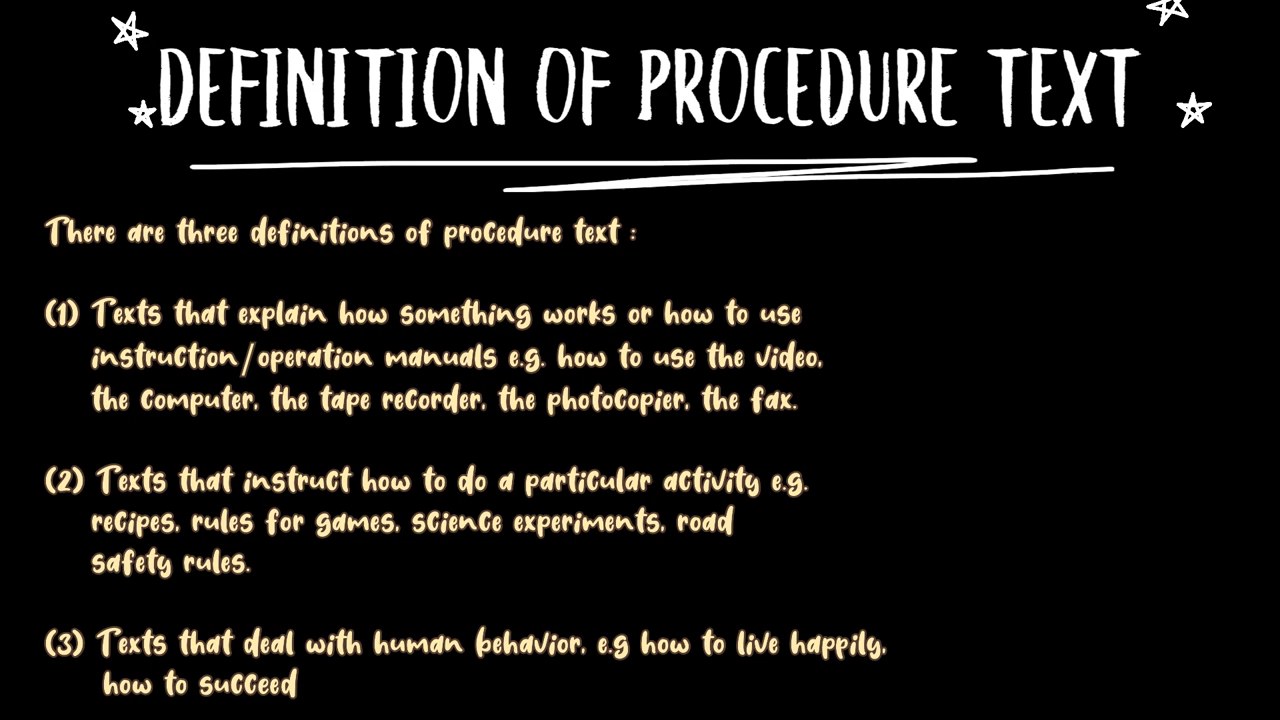 DEFINITION OF PROCEDURE TEXT
There are three definitions of procedure text :
(1) Texts that explain how something works or how to use
instruction/operation manuals e.g. how to use the video,
the computer, the tape recorder, the photocopier, the fax.
(2) Texts that instruct how to do a particular activity e.g.
recipes, rules for games, science experiments, road
safety rules.
(3) Texts that deal with human behavior, e.g how to live happily,
how to succeed